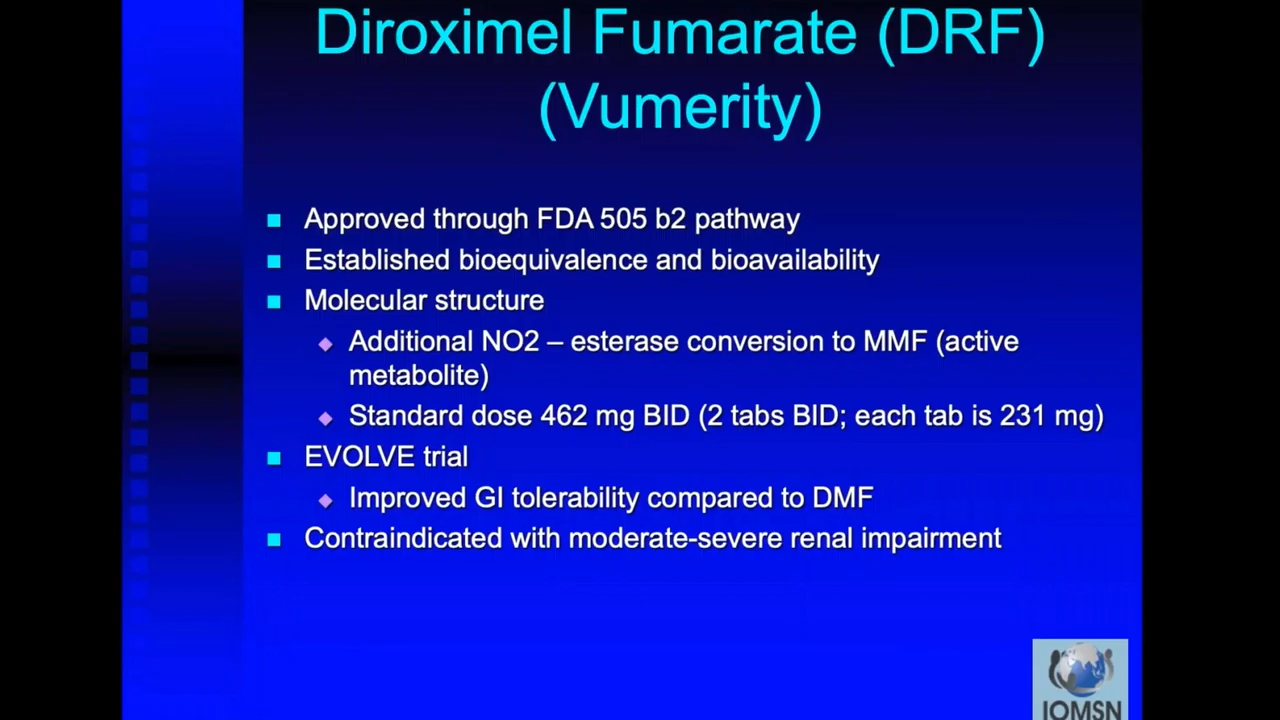 Diroximel Fumarate (DRF)
(Vumerity)
Approved through FDA 505 b2 pathway
Established bioequivalence and bioavailability
Molecular structure
Additional NO2 – esterase conversion to MMF (active
metabolite)
Standard dose 462 mg BID (2 tabs BID; each tab is 231 mg)
EVOLVE trial
Improved GI tolerability compared to DMF
Contraindicated with moderate-severe renal impairment
IOMSN